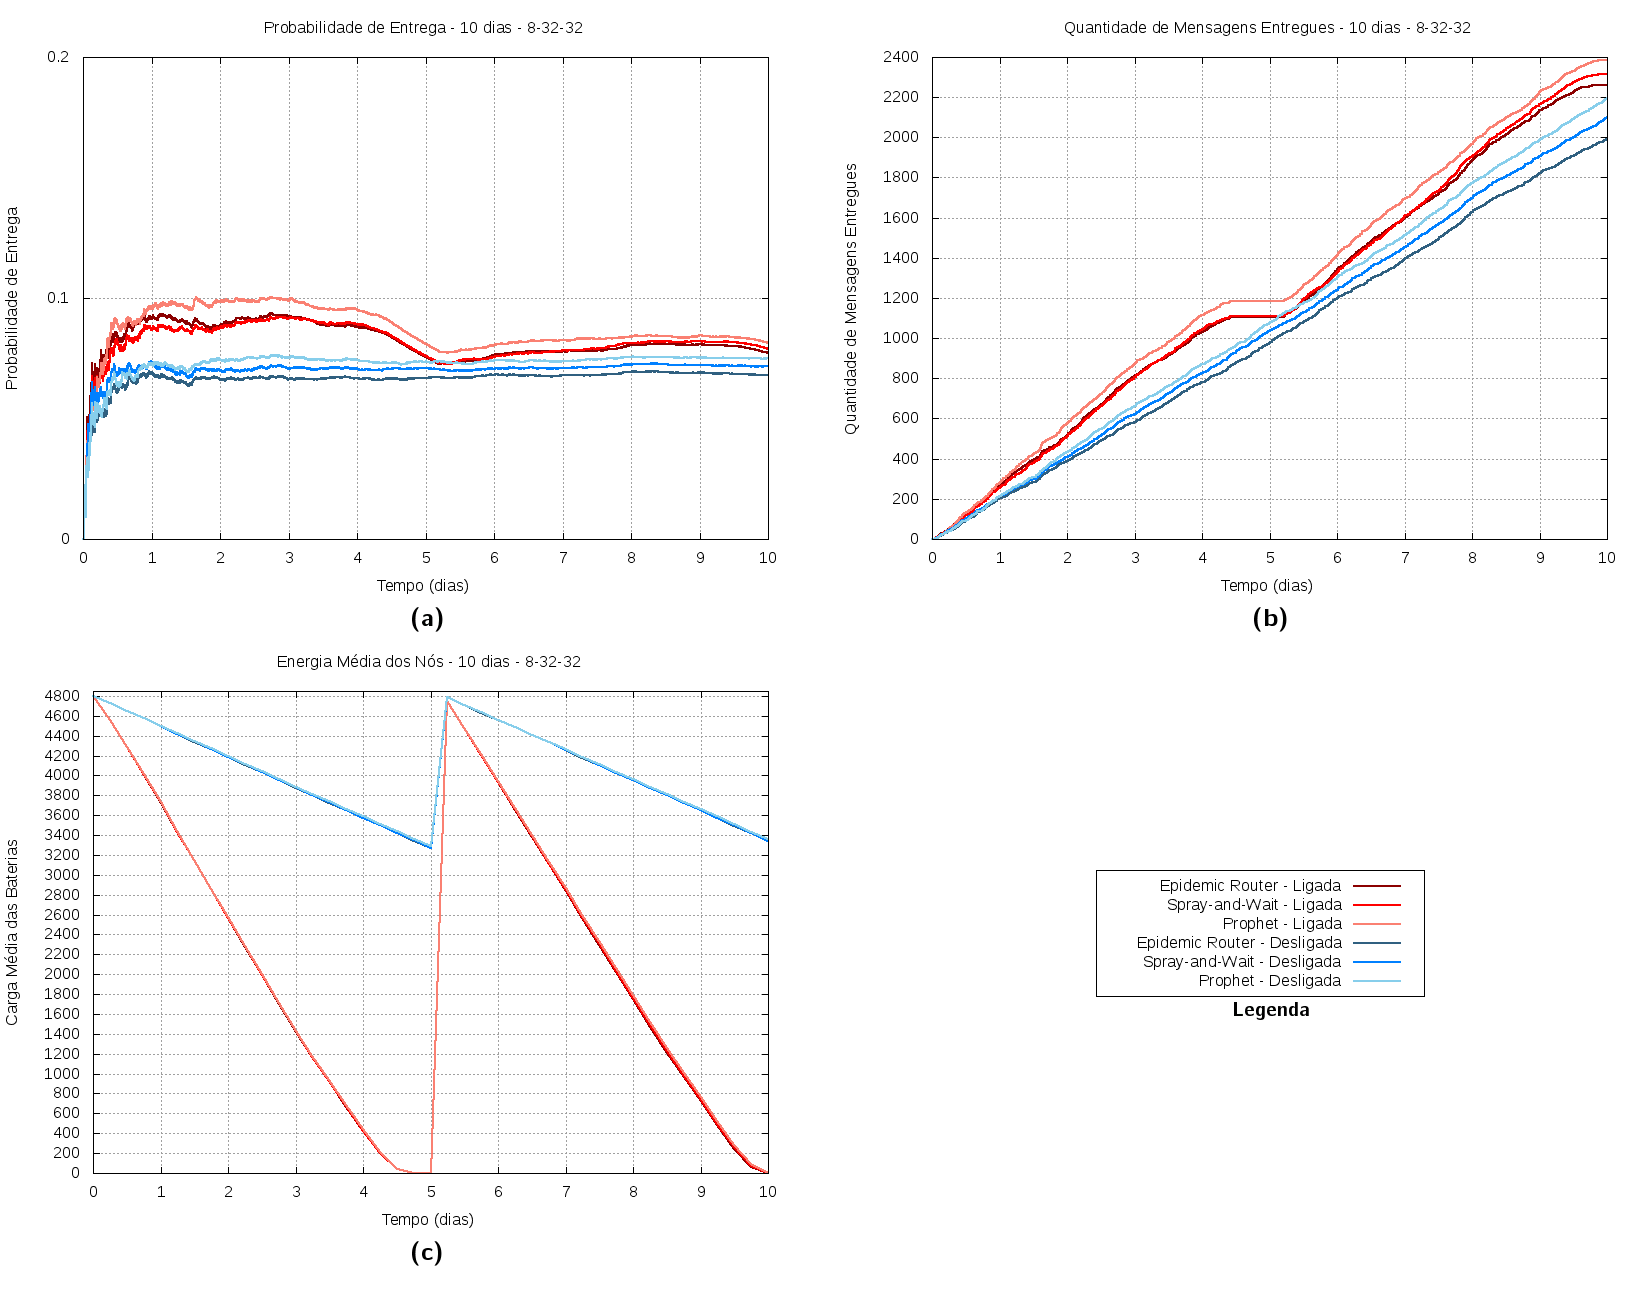 Probabilidade de Entrega - 10 dias - 8-32-32
0.2
0.1
0
Probabilidade de Entrega
0 1 2 3 4 5 6 7 8 9 10
Tempo (dias)
(a)
Quantidade de Mensagens Entregues - 10 dias - 8-32-32
2400
2200
2000
1800
1600
1400
1200
1000
800
600
400
200
0
Quantidade de Mensagens Entregues
0 1 2 3 4 5 6 7 8 9 10
Tempo (dias)
(b)
Energia Média dos Nós - 10 dias - 8-32-32
4800
4600
4400
4200
4000
3800
3600
3400
3200
3000
2800
2600
2400
2200
2000
1800
1600
1400
1200
1000
800
600
400
200
0
Carga Média das Baterias
0 1 2 3 4 5 6 7 8 9 10
Tempo (dias)
(c)
Epidemic Router - Ligada
Spray-and-Wait - Ligada
Prophet - Ligada
Epidemic Router - Desligada
Spray-and-Wait - Desligada
Prophet - Desligada
Legenda